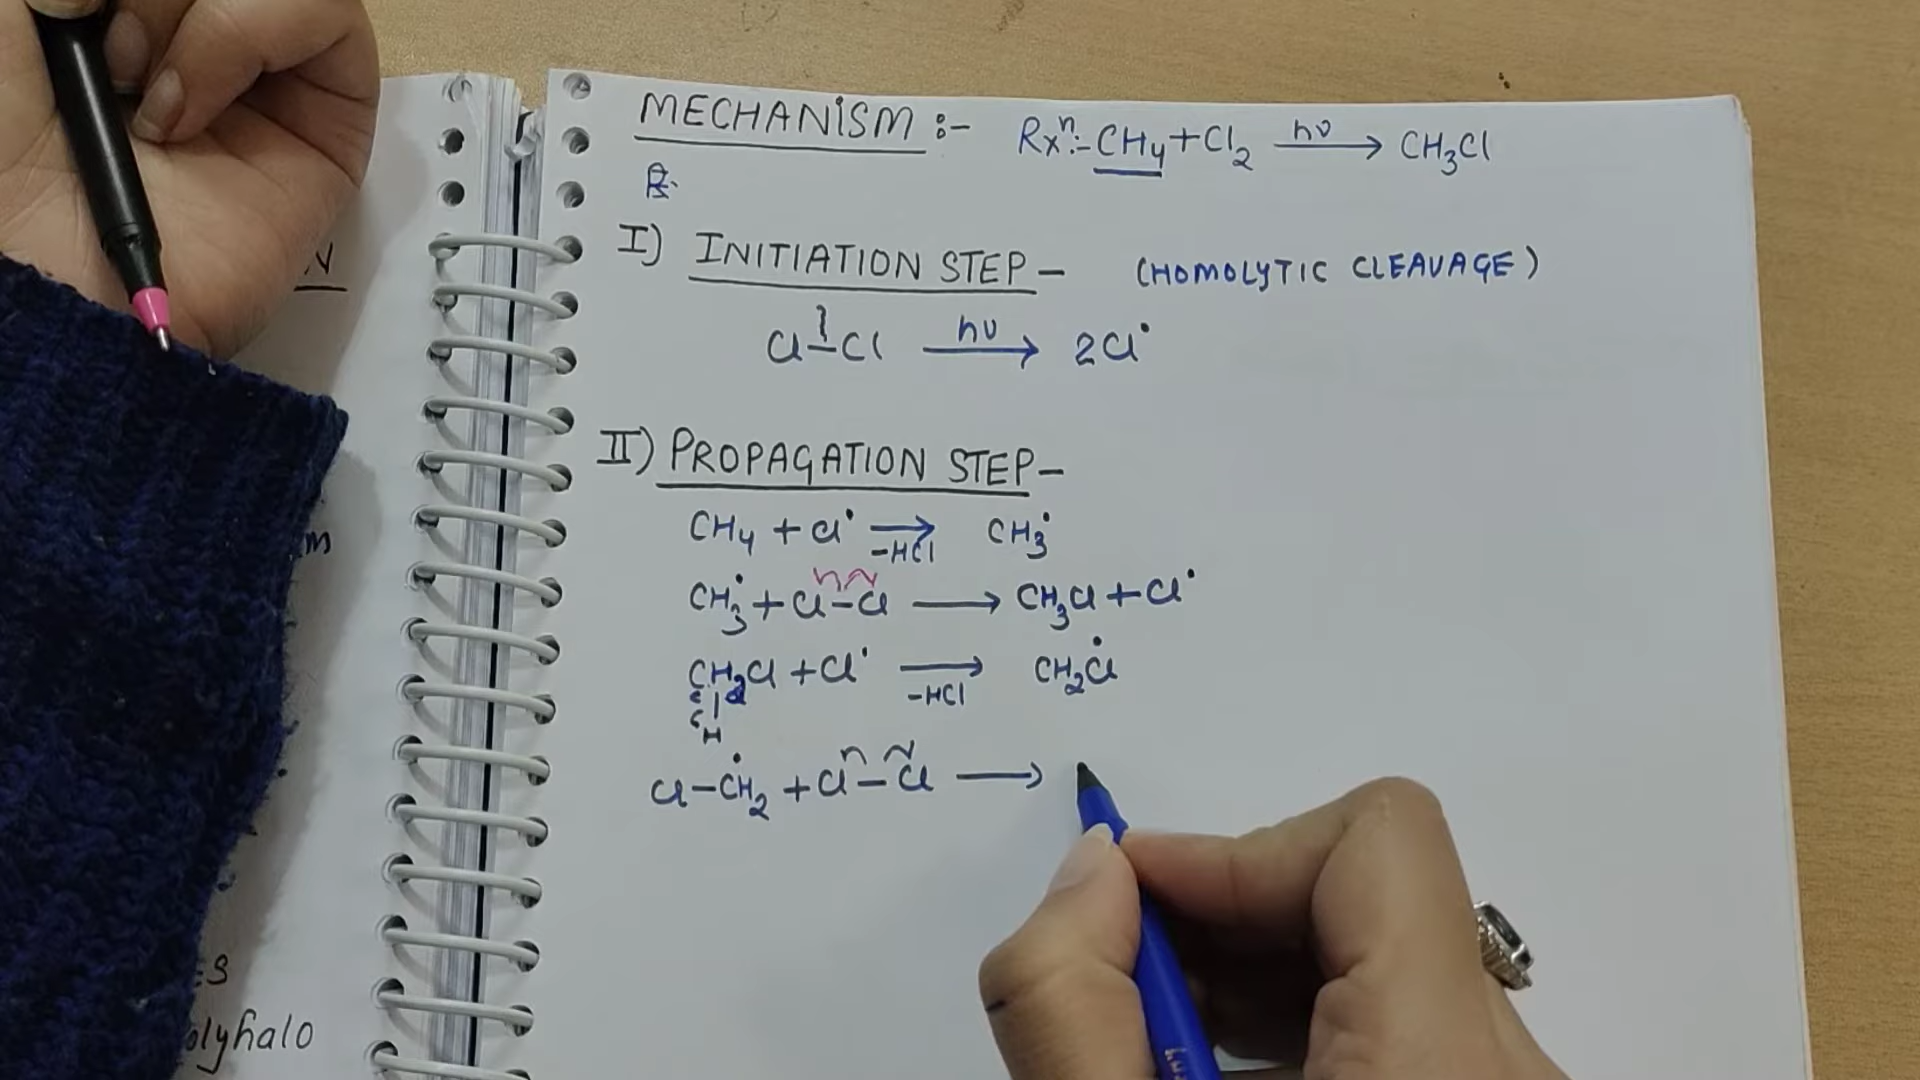 MECHANISM :- Rxⁿ:- CH₄ + Cl₂ hν → CH₃Cl
I) INITIATION STEP - (HOMOLYTIC CLEAVAGE)
Cl-Cl hν → 2Cl•
II) PROPAGATION STEP-
CH₄ + Cl• → -HCl CH₃•
CH₃• + Cl-Cl → CH₃Cl + Cl•
CH₂Cl + Cl• → -HCl CH₂Cl•
H
Cl-CH₂• + Cl-Cl →
N
m
ES
olyhalo